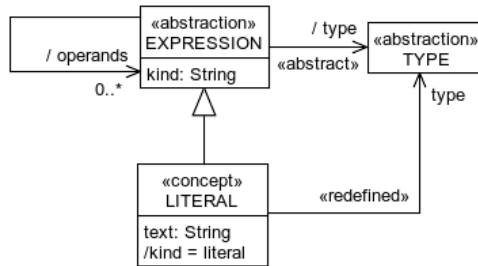 «abstraction»
EXPRESSION
kind: String
/ operands
0..*
/ type
«abstract»
«abstraction»
TYPE
type
«redefined»
«concept»
LITERAL
text: String
/kind = literal